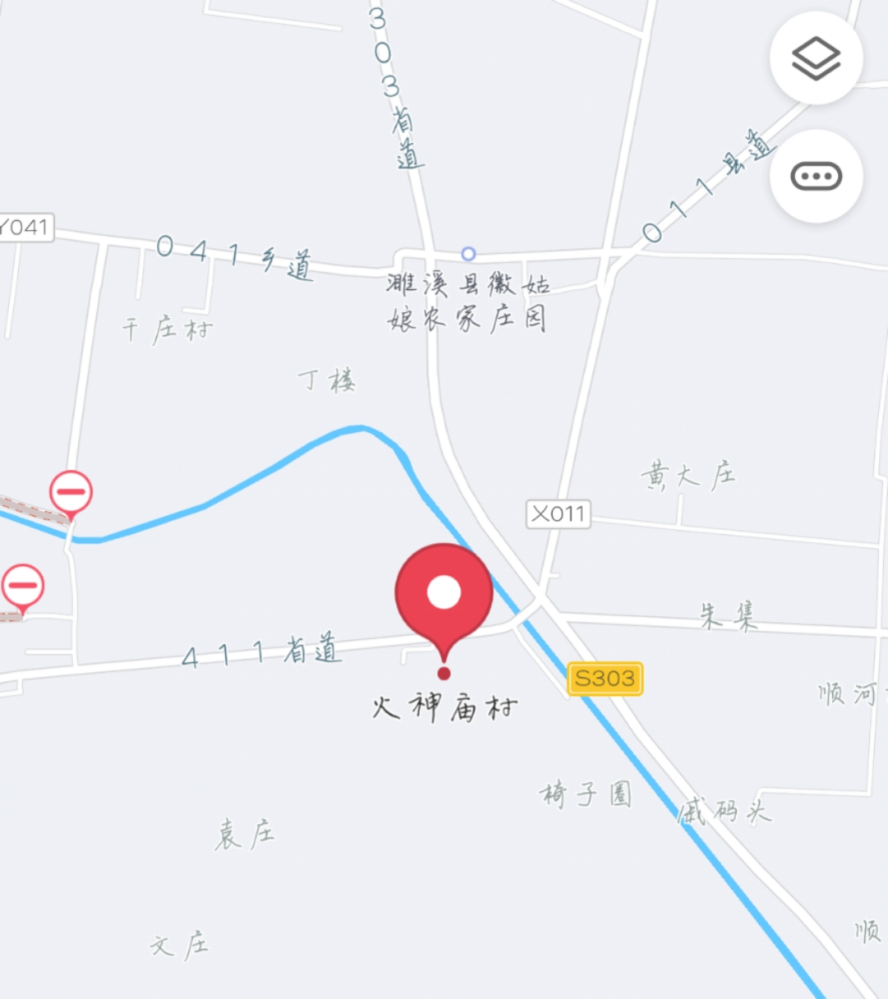 303省道
011县道
Y041
041乡道
濉溪县徽姑
娘农家庄园
干庄村
丁楼
黄大庄
X011
朱集
411省道
S303
顺河
火神庙村
椅子圈
戚码头
袁庄
顺
文庄